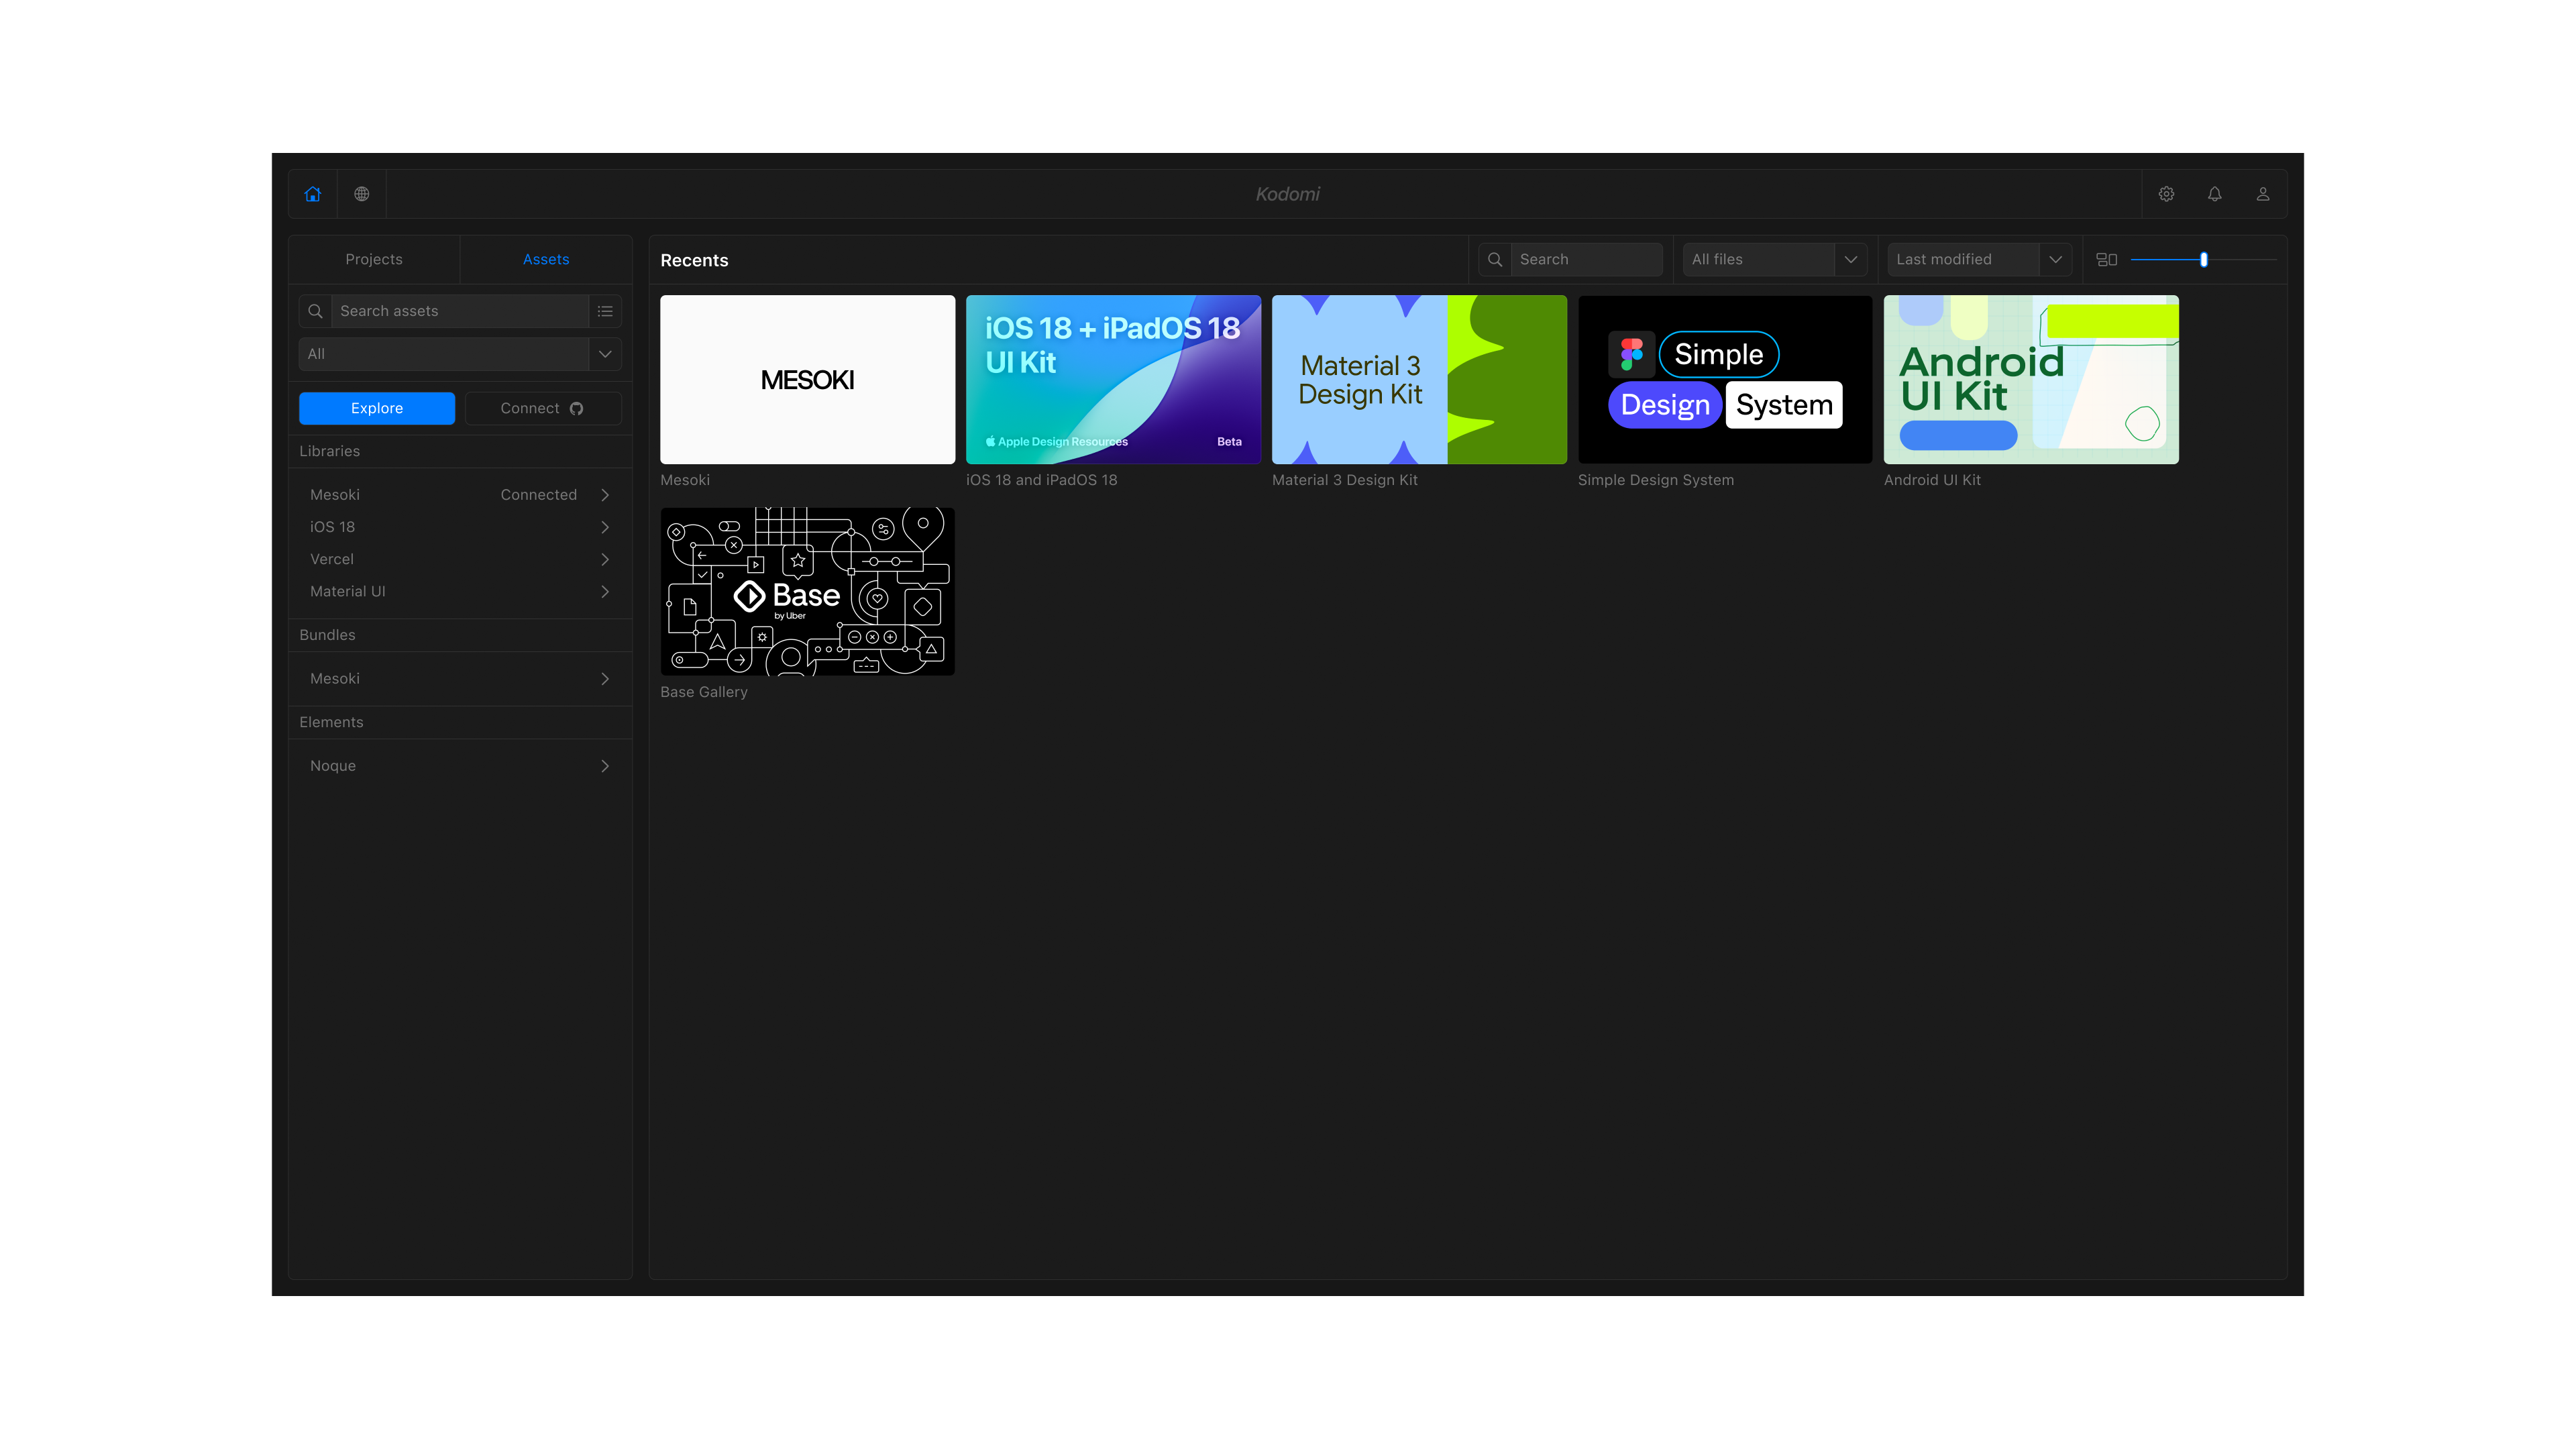 Kodomi
Projects
Assets
Search assets
All
Explore
Connect
Libraries
Mesoki
Connected
iOS 18
Vercel
Material UI
Bundles
Mesoki
Elements
Noque
Recents
Search
All files
Last modified
MESOKI
Mesoki
iOS 18 + iPadOS 18
UI Kit
Apple Design Resources
Beta
iOS 18 and iPadOS 18
Material 3
Design Kit
Material 3 Design Kit
Simple
Design System
Simple Design System
Android
UI Kit
Android UI Kit
Base
by Uber
Base Gallery